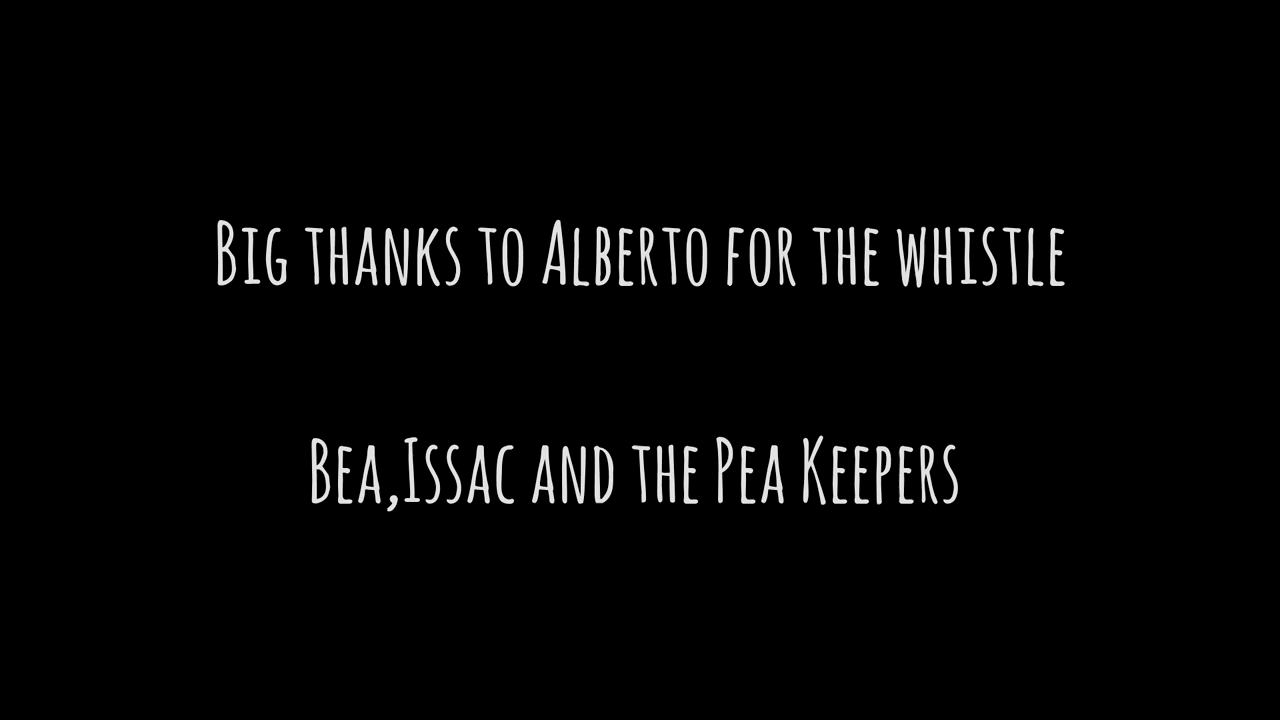 Big thanks to Alberto for the whistle
Bea,Issac and the Pea Keepers